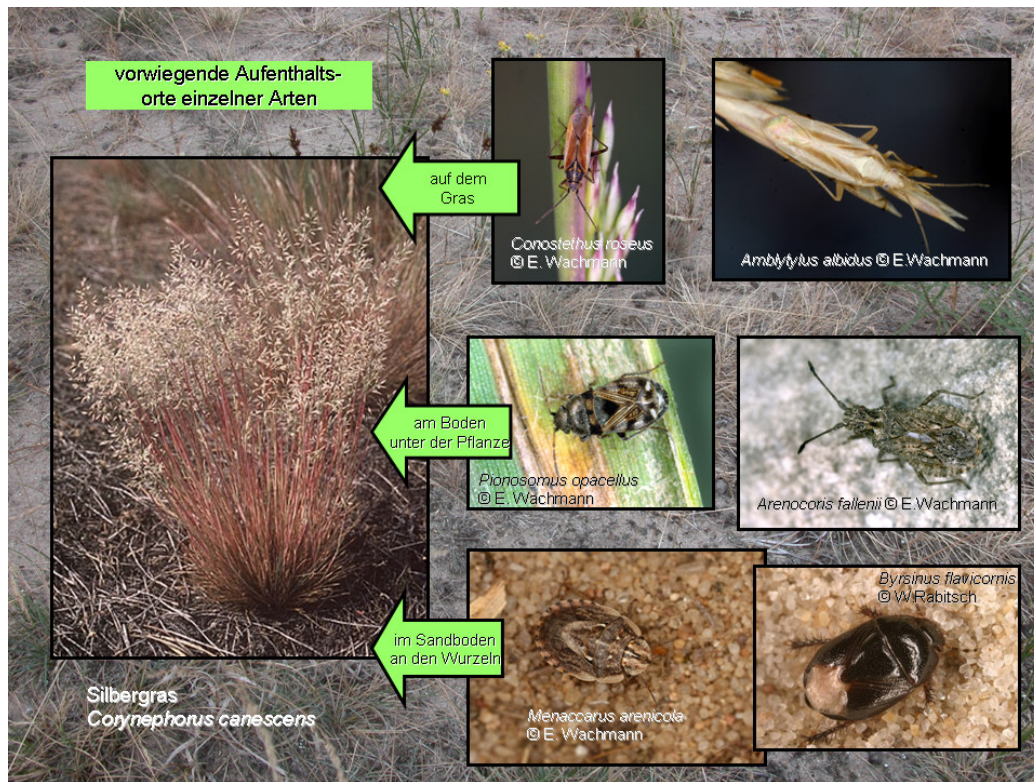 vorwiegende Aufenthalts-
orte einzelner Arten
auf dem
Gras
Conostethus roseus
© E. Wachmann
Amblytylus albidus © E.Wachmann
am Boden
unter der Pflanze
Pionosomus opacellus
© E. Wachmann
Arenocoris fallenii © E.Wachmann
im Sandboden
an den Wurzeln
Menaccarus arenicola
© E. Wachmann
Byrsinus flavicornis
© W.Rabitsch
Silbergras
Corynephorus canescens